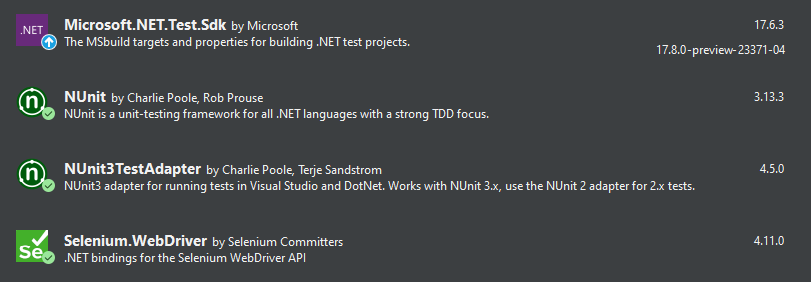 .NET
Microsoft.NET.Test.Sdk by Microsoft 17.6.3
The MSbuild targets and properties for building .NET test projects.
17.8.0-preview-23371-04
n
NUnit by Charlie Poole, Rob Prouse 3.13.3
NUnit is a unit-testing framework for all .NET languages with a strong TDD focus.
n
NUnit3TestAdapter by Charlie Poole, Terje Sandstrom 4.5.0
NUnit3 adapter for running tests in Visual Studio and DotNet. Works with NUnit 3.x, use the NUnit 2 adapter for 2.x tests.
Se
Selenium.WebDriver by Selenium Committers 4.11.0
.NET bindings for the Selenium WebDriver API